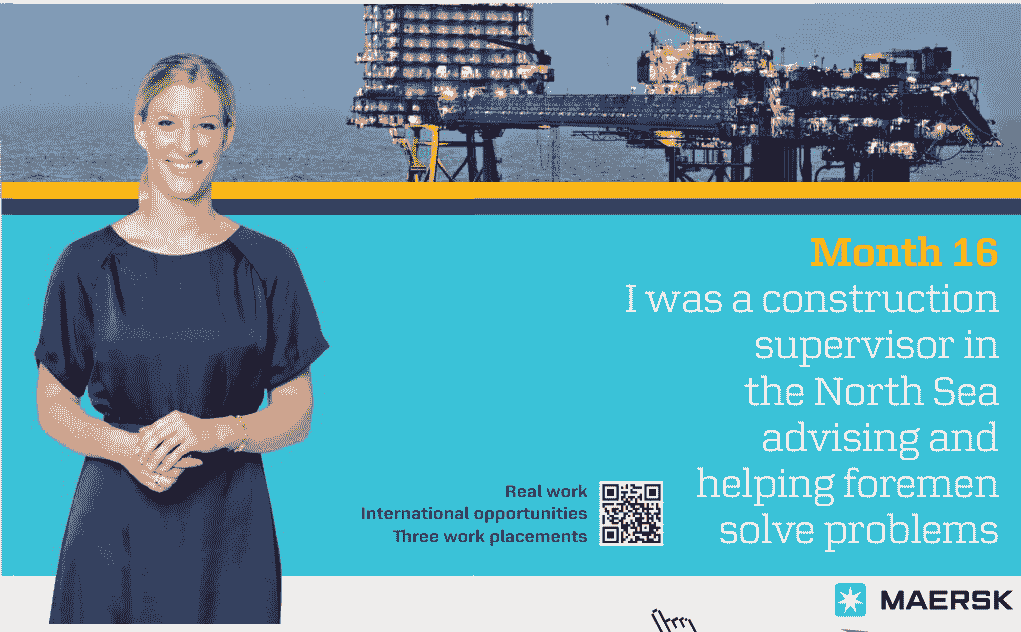 Month 16
I was a construction
supervisor in
the North Sea
advising and
helping foremen
solve problems
Real work
International opportunities
Three work placements
MAERSK